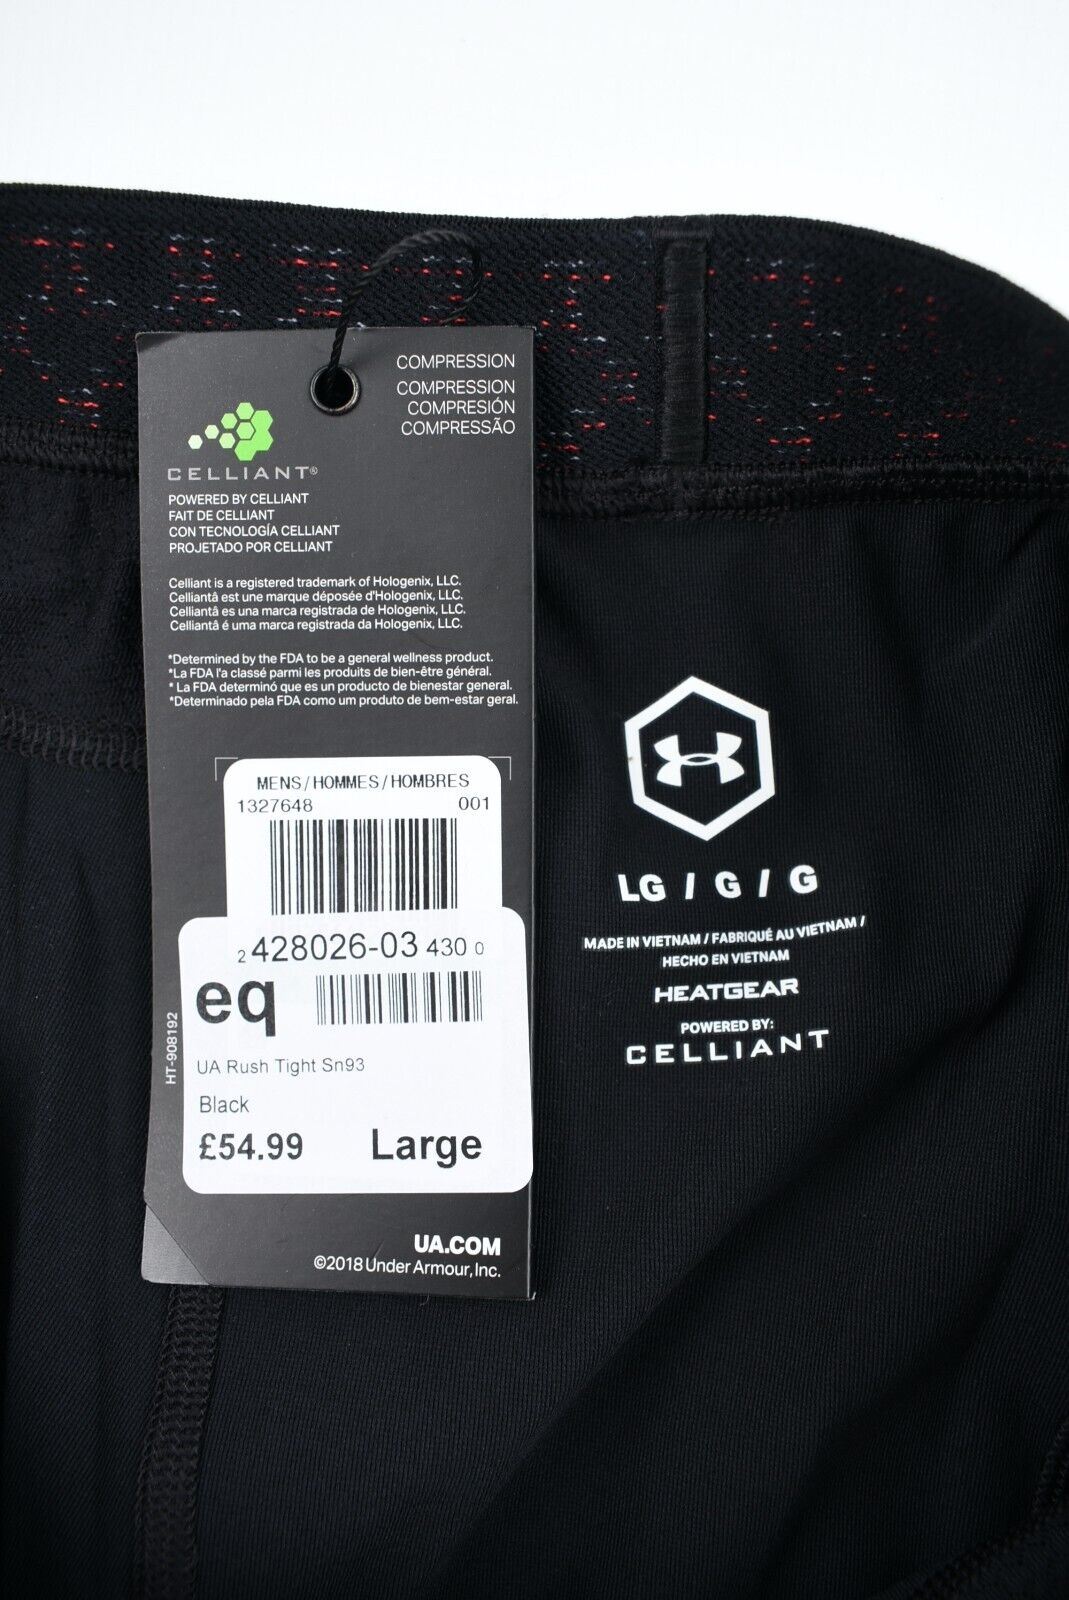 COMPRESSION
COMPRESSION
COMPRESIÓN
COMPRESSÃO
CELLIANT®
POWERED BY CELLIANT
FAIT DE CELLIANT
CON TECNOLOGÍA CELLIANT
PROJETADO POR CELLIANT
Celliant is a registered trademark of Hologenix, LLC.
Celliantâ est une marque déposée d'Hologenix, LLC.
Celliantâ es una marca registrada de Hologenix, LLC.
Celliantâ é uma marca registrada da Hologenix, LLC.
*Determined by the FDA to be a general wellness product.
*La FDA l'a classé parmi les produits de bien-être général.
* La FDA determinó que es un producto de bienestar general.
*Determinado pela FDA como um produto de bem-estar geral.
MENS/HOMMES/HOMBRES
1327648 001
2 428026-03 430 0
eq
UA Rush Tight Sn93
Black
£54.99 Large
HT-908192
UA.COM
©2018 Under Armour, Inc.
LG / G / G
MADE IN VIETNAM / FABRIQUÉ AU VIETNAM /
HECHO EN VIETNAM
HEATGEAR
POWERED BY:
CELLIANT